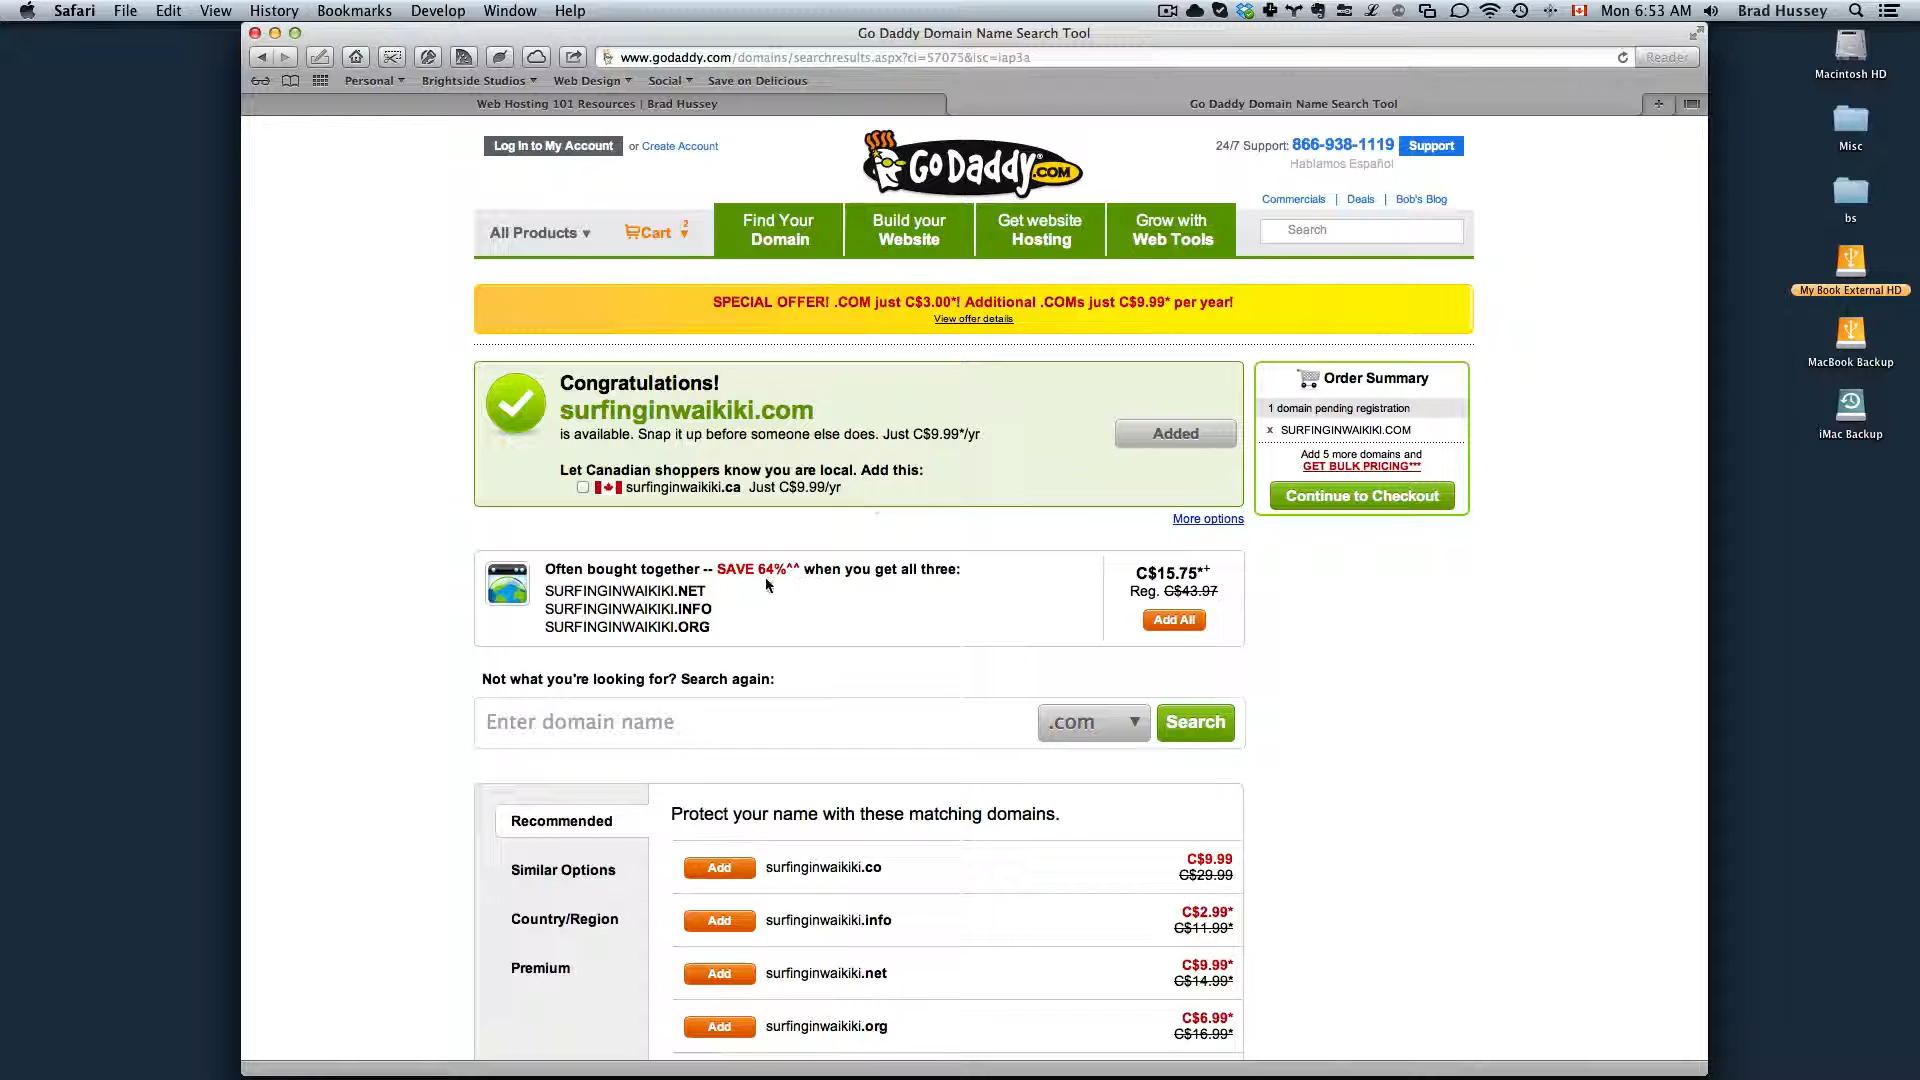 Safari File Edit View History Bookmarks Develop Window Help
Mon 6:53 AM Brad Hussey
Go Daddy Domain Name Search Tool
www.godaddy.com/domains/searchresults.aspx?ci=57075&isc=iap3a
Reader
Personal Brightside Studios Web Design Social Save on Delicious
Web Hosting 101 Resources | Brad Hussey
Go Daddy Domain Name Search Tool
Macintosh HD
Misc
bs
My Book External HD
MacBook Backup
iMac Backup
Log In to My Account or Create Account
Go Daddy .COM
24/7 Support: 866-938-1119 Support
Hablamos Español
Commercials | Deals | Bob's Blog
All Products
Cart 2
Find Your
Domain
Build your
Website
Get website
Hosting
Grow with
Web Tools
Search
SPECIAL OFFER! .COM just C$3.00*! Additional .COMs just C$9.99* per year!
View offer details
Congratulations!
surfinginwaikiki.com
is available. Snap it up before someone else does. Just C$9.99*/yr
Added
Let Canadian shoppers know you are local. Add this:
surfinginwaikiki.ca Just C$9.99/yr
More options
Order Summary
1 domain pending registration
x SURFINGINWAIKIKI.COM
Add 5 more domains and
GET BULK PRICING***
Continue to Checkout
Often bought together -- SAVE 64%^^ when you get all three:
SURFINGINWAIKIKI.NET
SURFINGINWAIKIKI.INFO
SURFINGINWAIKIKI.ORG
C$15.75*+
Reg. C$43.97
Add All
Not what you're looking for? Search again:
Enter domain name
.com
Search
Recommended
Similar Options
Country/Region
Premium
Protect your name with these matching domains.
Add surfinginwaikiki.co C$9.99
C$29.99
Add surfinginwaikiki.info C$2.99*
C$11.99*
Add surfinginwaikiki.net C$9.99*
C$14.99*
Add surfinginwaikiki.org C$6.99*
C$16.99*